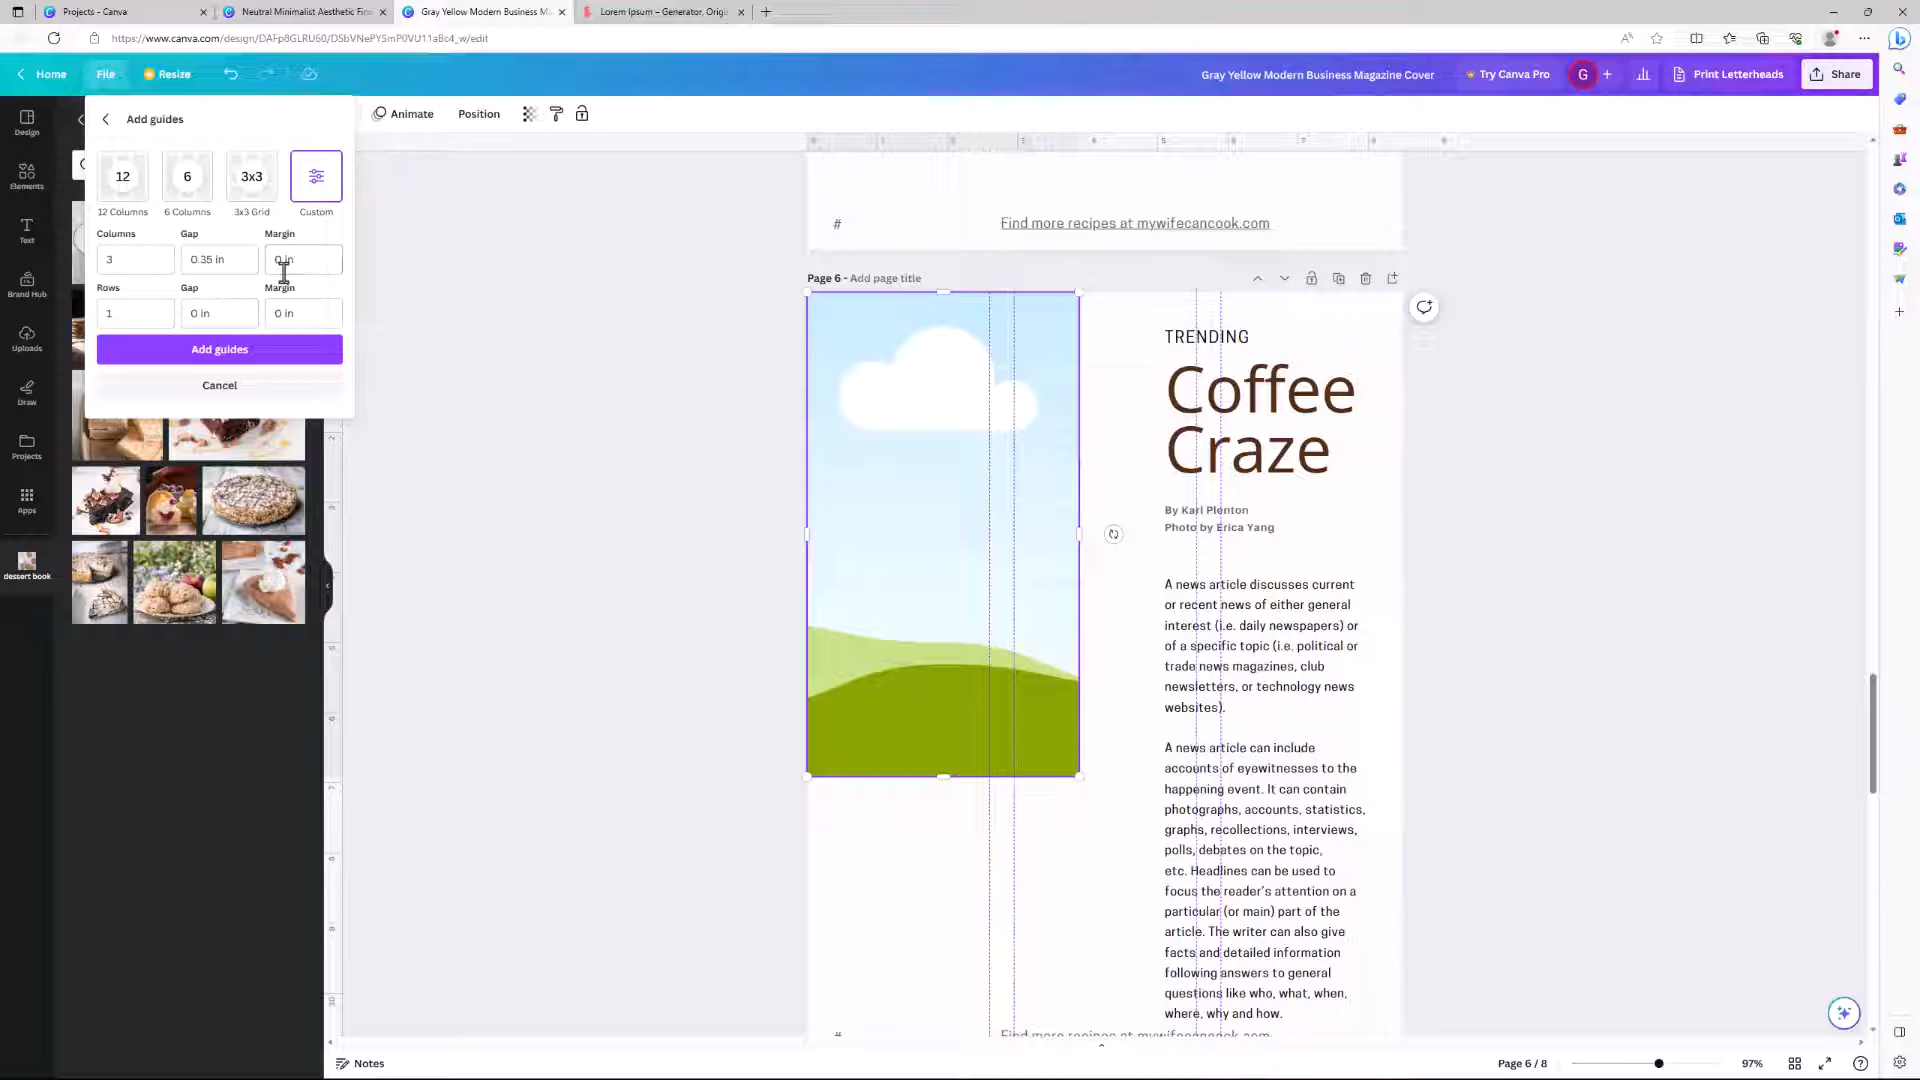 Projects - Canva
Neutral Minimalist Aesthetic Fir
Gray Yellow Modern Business M
Lorem Ipsum – Generator, Origi
https://www.canva.com/design/DAFp8GLRU60/DSbVNePYSmP0VU11a8c4_w/edit
Home
File
Resize
Gray Yellow Modern Business Magazine Cover
Try Canva Pro
G
Print Letterheads
Share
Add guides
Animate
Position
12
6
3x3
12 Columns
6 Columns
3x3 Grid
Custom
Columns
Gap
Margin
3
0.35 in
0 in
Rows
Gap
Margin
1
0 in
0 in
Add guides
Cancel
Design
Elements
Text
Brand Hub
Uploads
Draw
Projects
Apps
dessert book
#
Find more recipes at mywifecancook.com
Page 6 - Add page title
TRENDING
Coffee
Craze
By Karl Plenton
Photo by Erica Yang
A news article discusses current
or recent news of either general
interest (i.e. daily newspapers) or
of a specific topic (i.e. political or
trade news magazines, club
newsletters, or technology news
websites).
A news article can include
accounts of eyewitnesses to the
happening event. It can contain
photographs, accounts, statistics,
graphs, recollections, interviews,
polls, debates on the topic,
etc. Headlines can be used to
focus the reader's attention on a
particular (or main) part of the
article. The writer can also give
facts and detailed information
following answers to general
questions like who, what, when,
where, why and how.
#
Find more recipes at mywifecancook.com
Notes
Page 6 / 8
97%